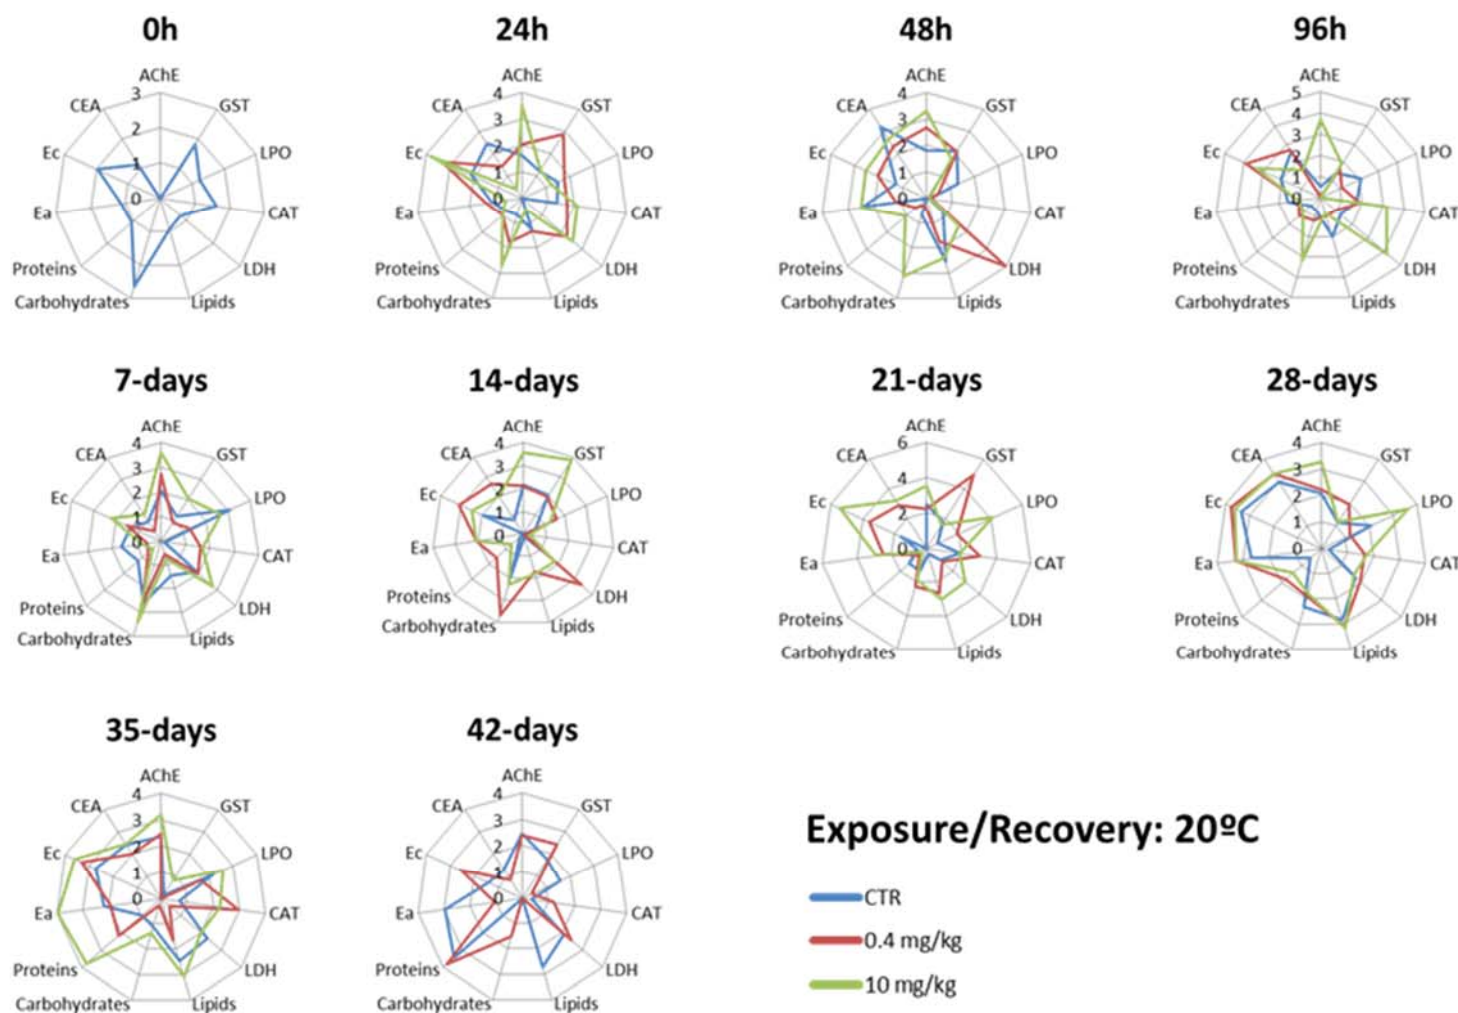 0h
AChE
GST
LPO
CAT
LDH
Lipids
Carbohydrates
Proteins
Ea
Ec
CEA
3
2
1
0
24h
AChE
GST
LPO
CAT
LDH
Lipids
Carbohydrates
Proteins
Ea
Ec
CEA
4
3
2
1
0
48h
AChE
GST
LPO
CAT
LDH
Lipids
Carbohydrates
Proteins
Ea
Ec
CEA
4
3
2
1
0
96h
AChE
GST
LPO
CAT
LDH
Lipids
Carbohydrates
Proteins
Ea
Ec
CEA
5
4
3
2
1
0
7-days
AChE
GST
LPO
CAT
LDH
Lipids
Carbohydrates
Proteins
Ea
Ec
CEA
4
3
2
1
0
14-days
AChE
GST
LPO
CAT
LDH
Lipids
Carbohydrates
Proteins
Ea
Ec
CEA
4
3
2
1
0
21-days
AChE
GST
LPO
CAT
LDH
Lipids
Carbohydrates
Proteins
Ea
Ec
CEA
6
4
2
0
28-days
AChE
GST
LPO
CAT
LDH
Lipids
Carbohydrates
Proteins
Ea
Ec
CEA
4
3
2
1
0
35-days
AChE
GST
LPO
CAT
LDH
Lipids
Carbohydrates
Proteins
Ea
Ec
CEA
4
3
2
1
0
42-days
AChE
GST
LPO
CAT
LDH
Lipids
Carbohydrates
Proteins
Ea
Ec
CEA
4
3
2
1
0
Exposure/Recovery: 20ºC
CTR
0.4 mg/kg
10 mg/kg